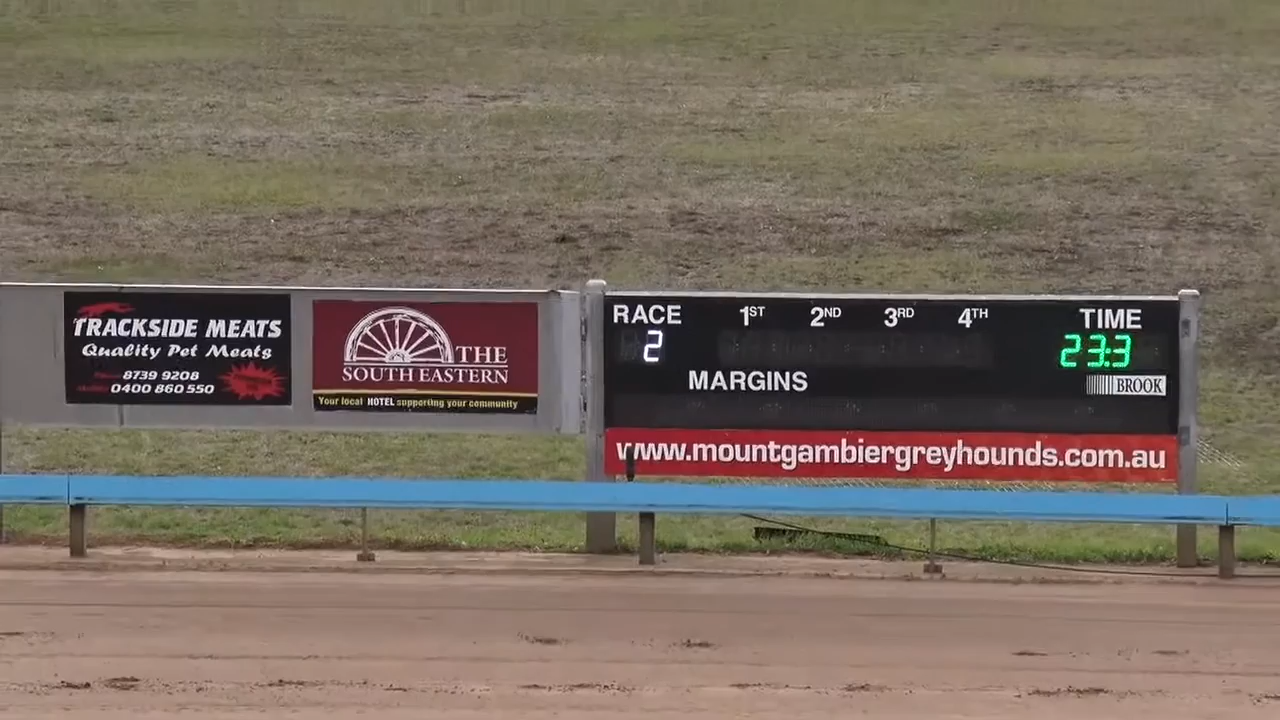 TRACKSIDE MEATS
Quality Pet Meats
8739 9208
0400 860 550
THE
SOUTH EASTERN
Your local HOTEL supporting your community
RACE 1ST 2ND 3RD 4TH TIME
2 23.3
MARGINS
BROOK
www.mountgambiergreyhounds.com.au